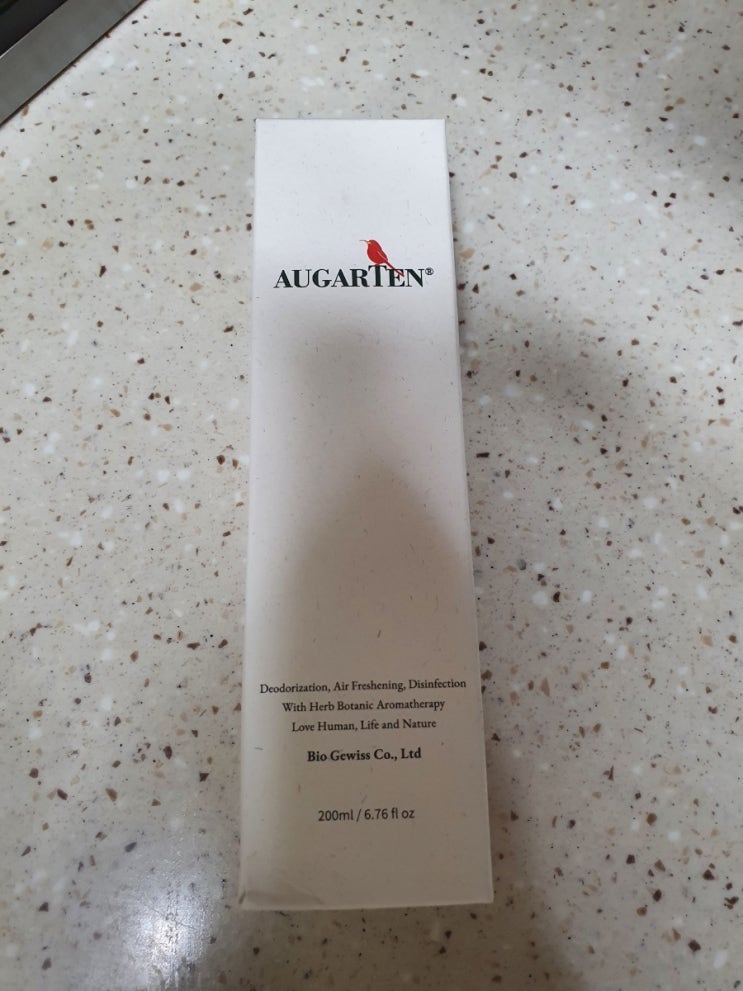 AUGARTEN®
Deodorization, Air Freshening, Disinfection
With Herb Botanic Aromatherapy
Love Human, Life and Nature
Bio Gewiss Co., Ltd
200ml / 6.76 fl oz